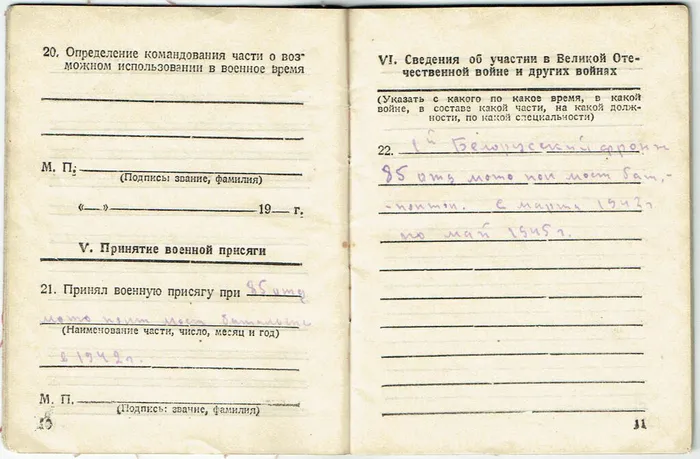 20. Определение командования части о воз-
можном использовании в военное время
М. П.
(Подпись: звание, фамилия)
«—» 19— г.
V. Принятие военной присяги
21. Принял военную присягу при 85 отд
мото понт мост батальоне
(Наименование части, число, месяц и год)
в 1942 г.
М. П.
(Подпись: звание, фамилия)
10
VI. Сведения об участии в Великой Оте-
чественной войне и других войнах
(Указать с какого по какое время, в какой
войне, в составе какой части, на какой долж-
ности, по какой специальности)
22. 1й Белорусский фронт
85 отд мото пон мост бат,
понтон. с марта 1942г.
по май 1945г.
11